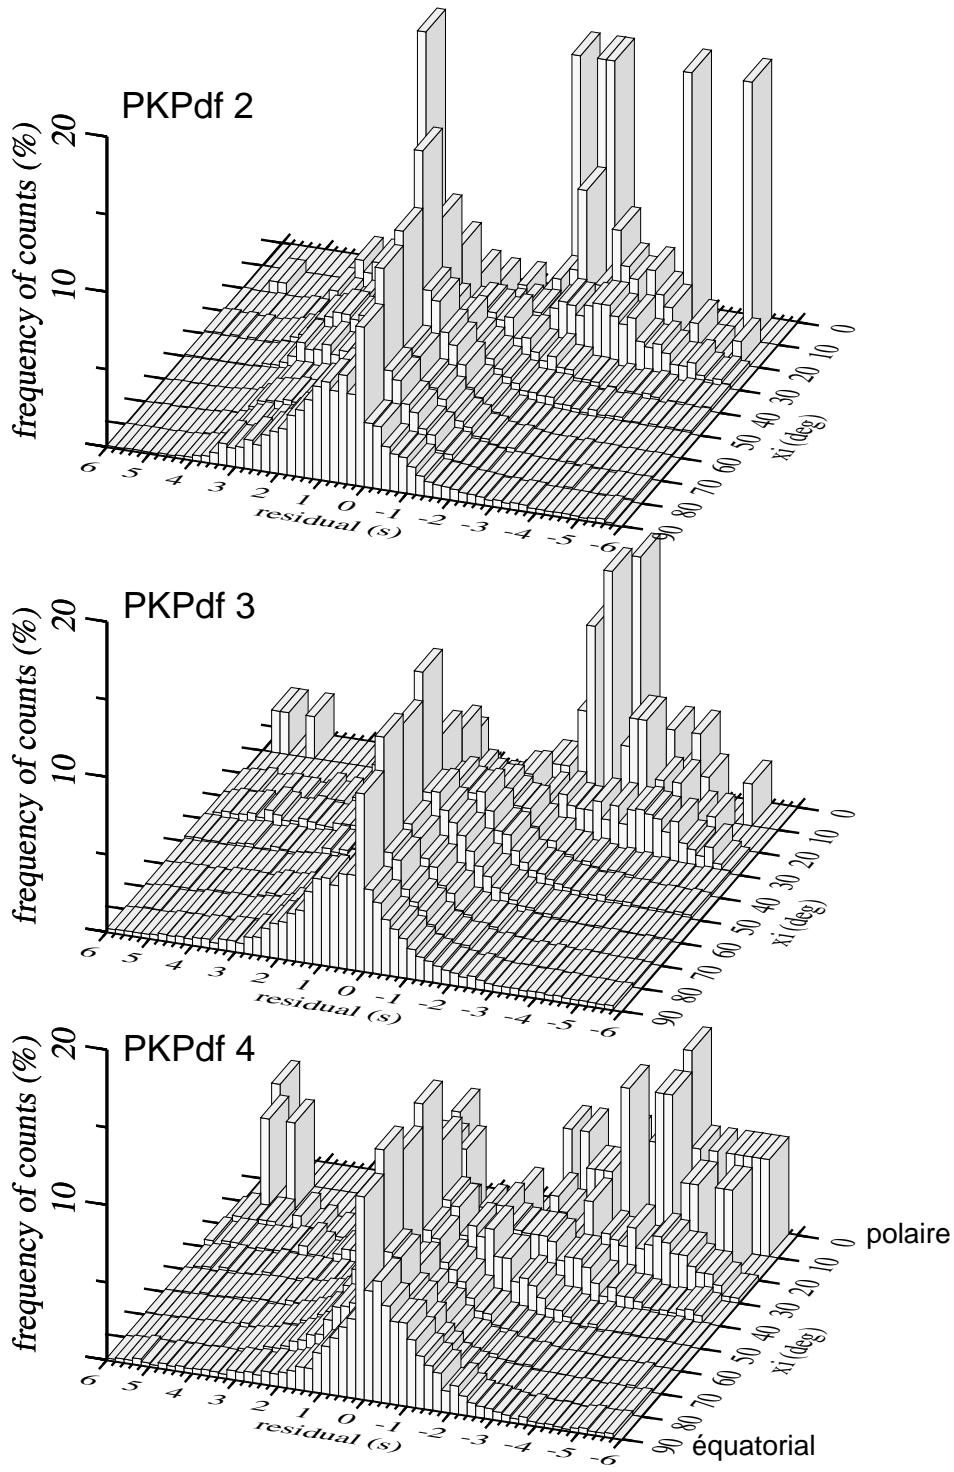 PKPdf 2
frequency of counts (%)
20
10
6 5 4 3 2 1 0 -1 -2 -3 -4 -5 -6
residual (s)
0 10 20 30 40 50 60 70 80 90
xi (deg)
PKPdf 3
frequency of counts (%)
20
10
6 5 4 3 2 1 0 -1 -2 -3 -4 -5 -6
residual (s)
0 10 20 30 40 50 60 70 80 90
xi (deg)
PKPdf 4
frequency of counts (%)
20
10
6 5 4 3 2 1 0 -1 -2 -3 -4 -5 -6
residual (s)
0 10 20 30 40 50 60 70 80 90
xi (deg)
polaire
équatorial